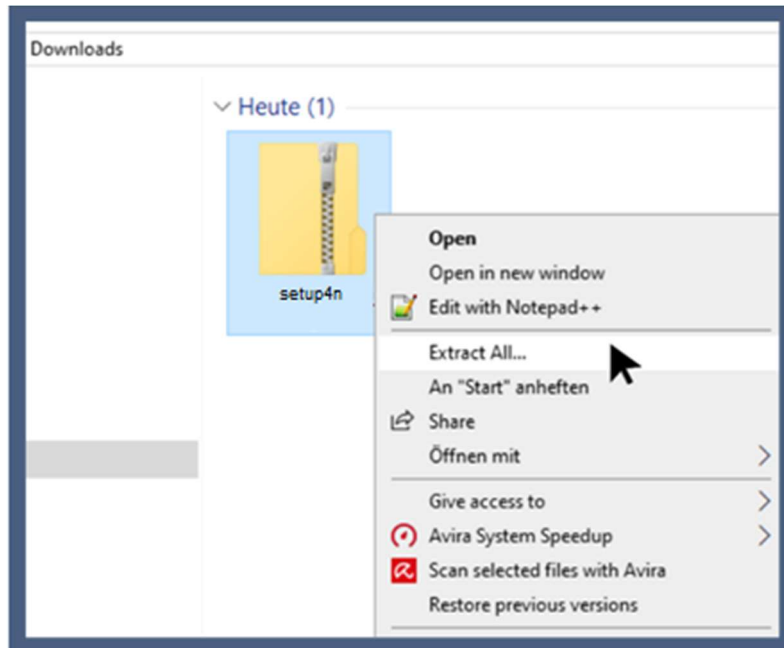 Downloads
Heute (1)
setup4n
Open
Open in new window
Edit with Notepad++
Extract All...
An "Start" anheften
Share
Öffnen mit
Give access to
Avira System Speedup
Scan selected files with Avira
Restore previous versions